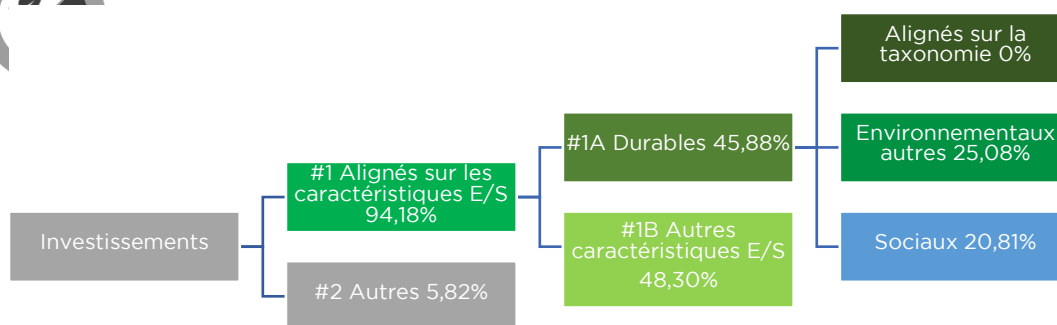 Investissements
#1 Alignés sur les
caractéristiques E/S
94,18%
#2 Autres 5,82%
#1A Durables 45,88%
#1B Autres
caractéristiques E/S
48,30%
Alignés sur la
taxonomie 0%
Environnementaux
autres 25,08%
Sociaux 20,81%